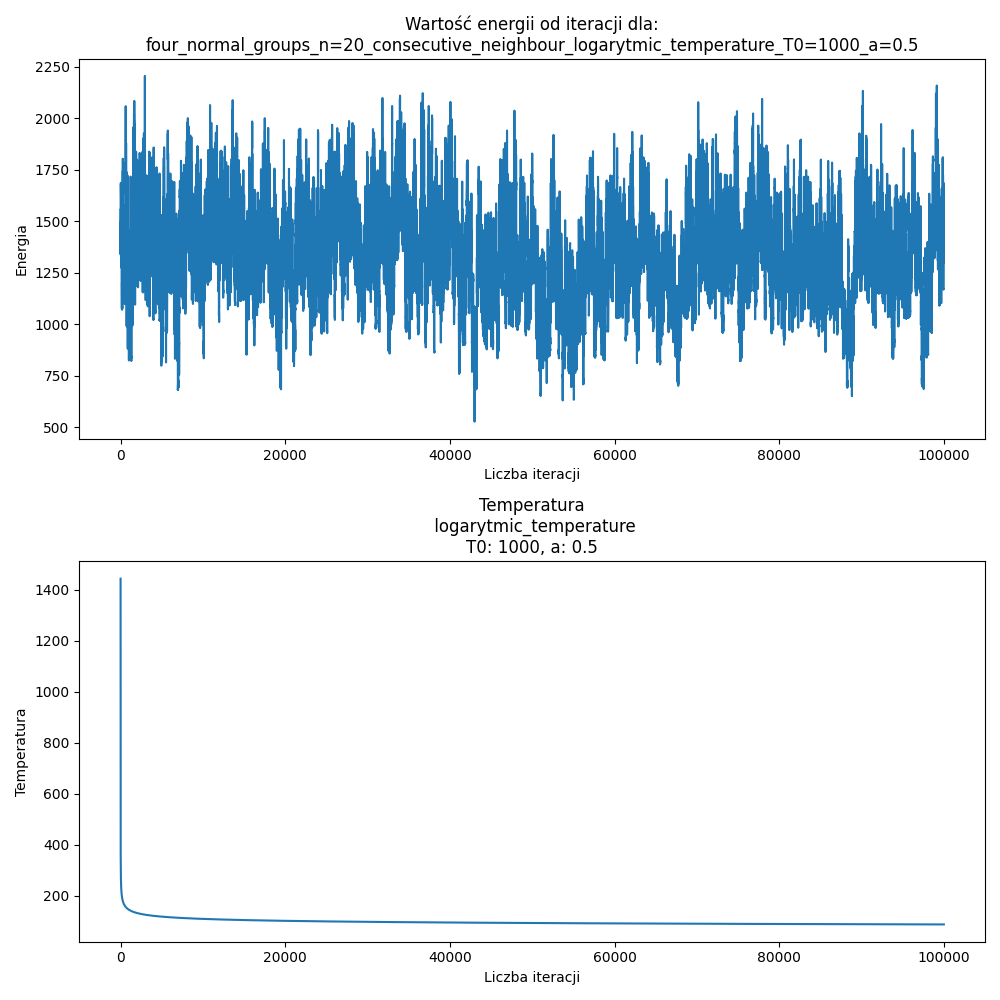 Wartość energii od iteracji dla:
four_normal_groups_n=20_consecutive_neighbour_logarytmic_temperature_T0=1000_a=0.5
2250
2000
1750
1500
1250
1000
750
500
Energia
0 20000 40000 60000 80000 100000
Liczba iteracji
Temperatura
logarytmic_temperature
T0: 1000, a: 0.5
1400
1200
1000
800
600
400
200
Temperatura
0 20000 40000 60000 80000 100000
Liczba iteracji